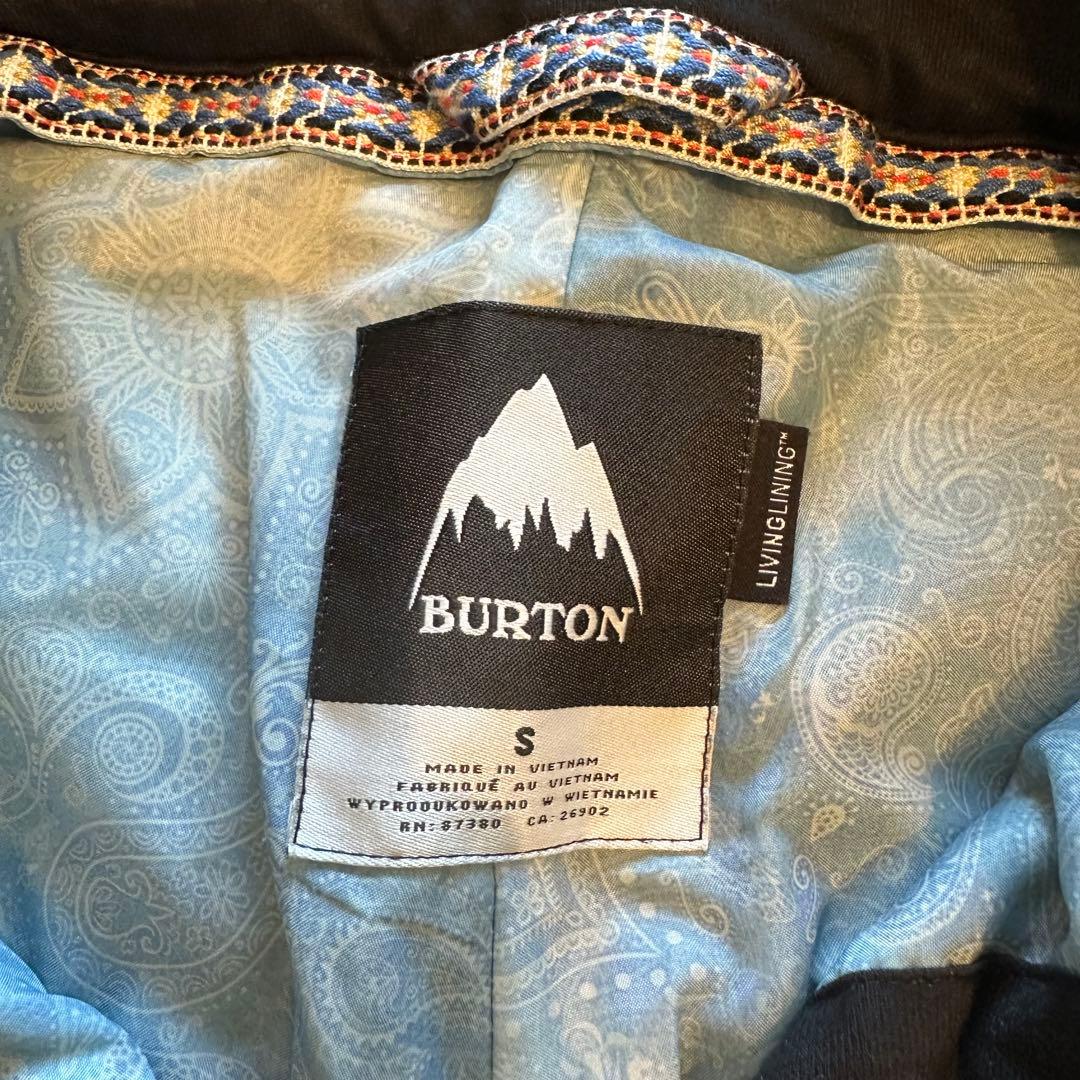 BURTON
LIVINGLINING™
S
MADE IN VIETNAM
FABRIQUÉ AU VIETNAM
WYPRODUKOWANO W WIETNAMIE
RN: 87380 CA: 26902